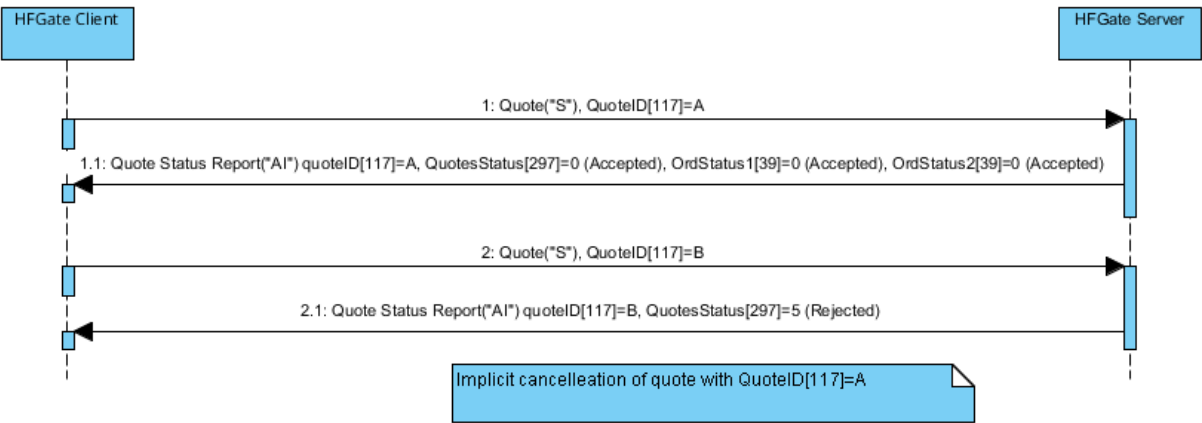 HFGate Client
HFGate Server
1: Quote("S"), QuoteID[117]=A
1.1: Quote Status Report("AI") quoteID[117]=A, QuotesStatus[297]=0 (Accepted), OrdStatus1[39]=0 (Accepted), OrdStatus2[39]=0 (Accepted)
2: Quote("S"), QuoteID[117]=B
2.1: Quote Status Report("AI") quoteID[117]=B, QuotesStatus[297]=5 (Rejected)
Implicit cancelleation of quote with QuoteID[117]=A